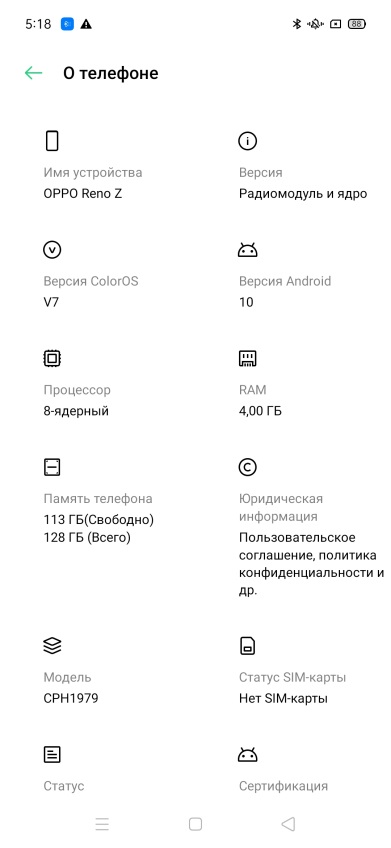 5:18
88
О телефоне
Имя устройства
OPPO Reno Z
Версия
Радиомодуль и ядро
Версия ColorOS
V7
Версия Android
10
Процессор
8-ядерный
RAM
4,00 ГБ
Память телефона
113 ГБ(Свободно)
128 ГБ (Всего)
Юридическая
информация
Пользовательское
соглашение, политика
конфиденциальности и
др.
Модель
CPH1979
Статус SIM-карты
Нет SIM-карты
Статус
Сертификация